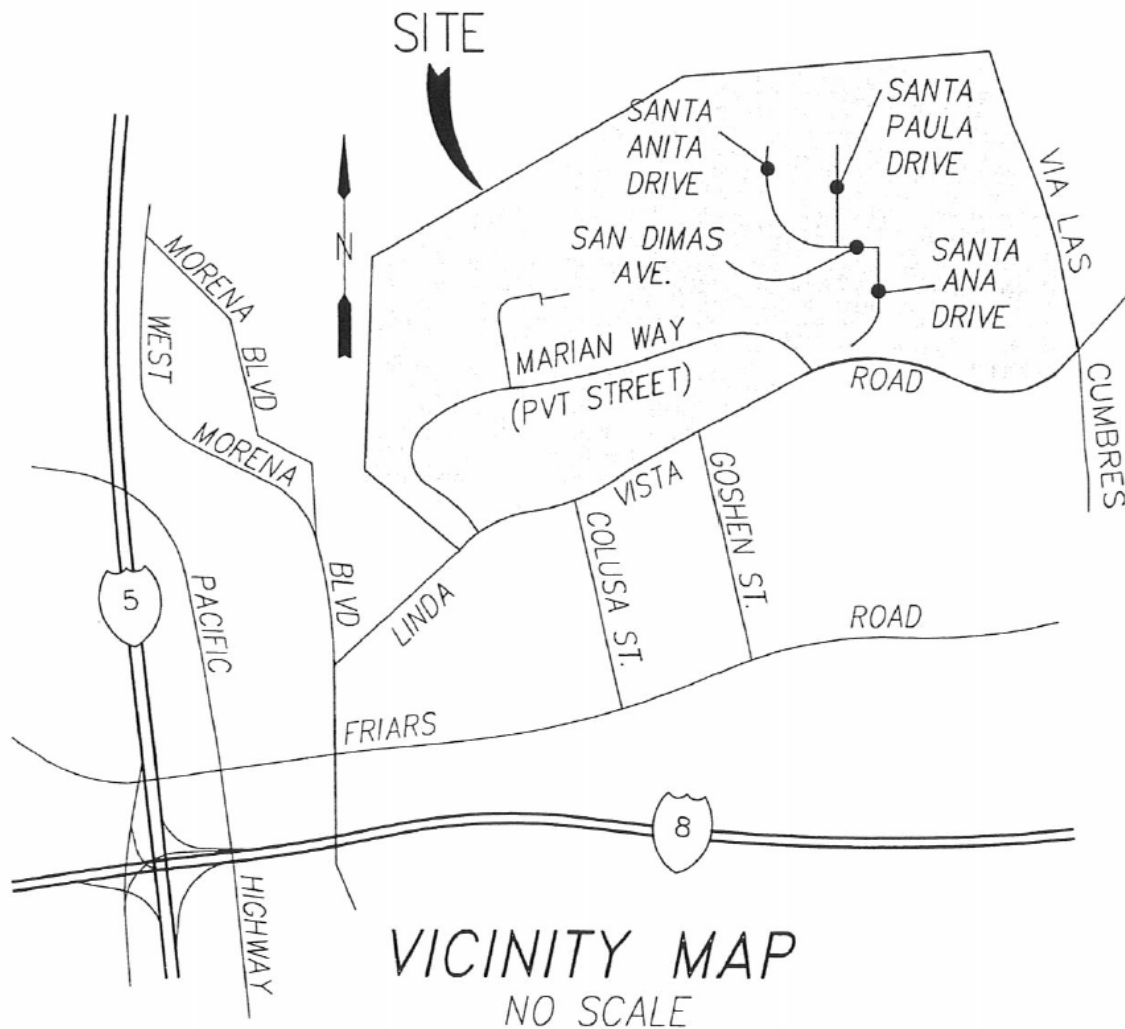 SITE
SANTA
ANITA
DRIVE
SANTA
PAULA
DRIVE
SAN DIMAS
AVE.
SANTA
ANA
DRIVE
VIA LAS
CUMBRES
N
MORENA
BLVD
WEST
MORENA
BLVD
MARIAN WAY
(PVT STREET)
LINDA
VISTA
ROAD
GOSHEN ST.
COLUSA ST.
5
PACIFIC
HIGHWAY
FRIARS
ROAD
8
VICINITY MAP
NO SCALE